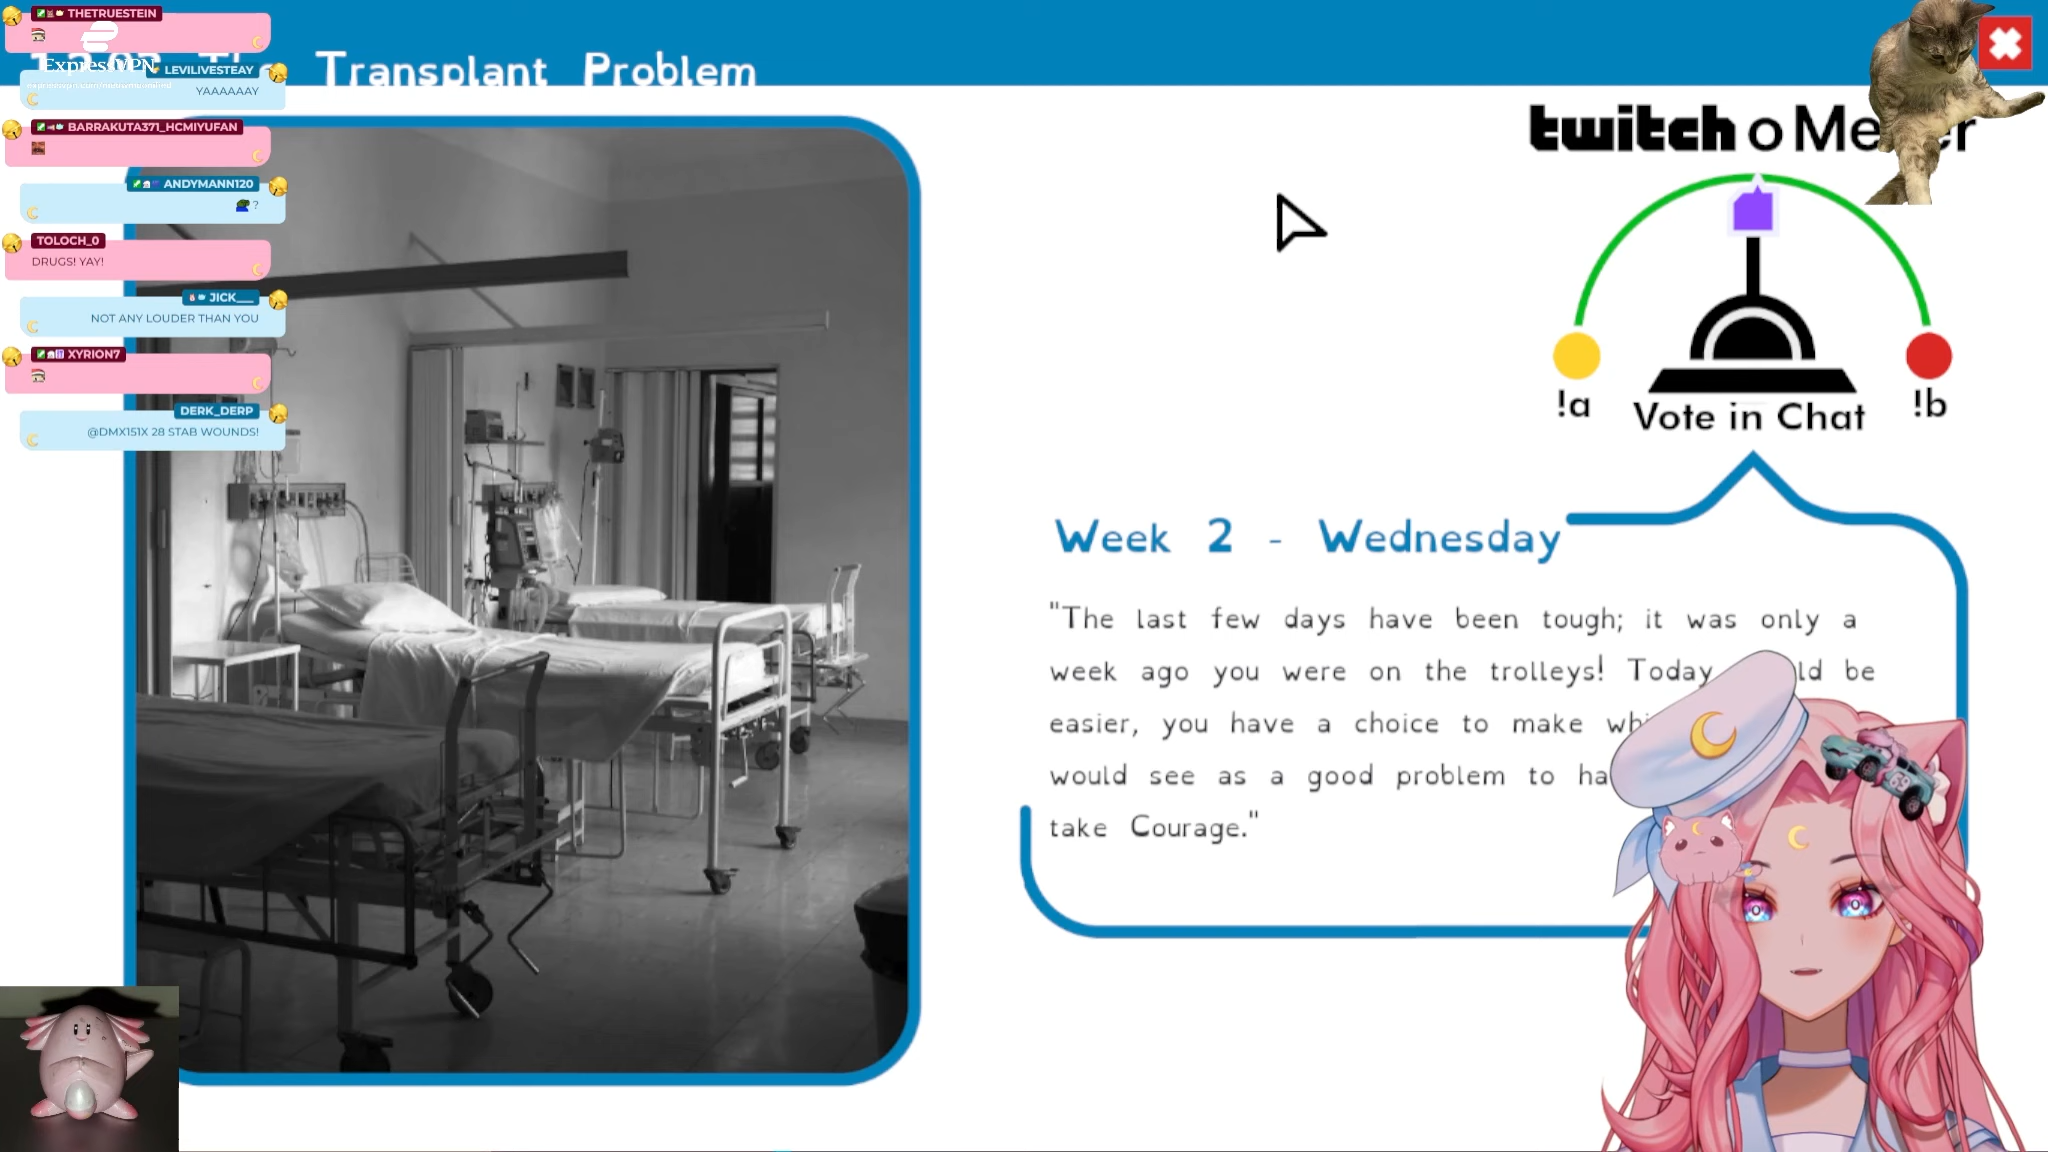 THETRUESTEIN
ExpressVPN
Transplant Problem
LEVILIVESTEAY
YAAAAAAY
BARRAKUTA371_HCMIYUFAN
ANDYMANN120
?
TOLOCH_0
DRUGS! YAY!
JICK___
NOT ANY LOUDER THAN YOU
XYRION7
DERK_DERP
@DMX151X 28 STAB WOUNDS!
twitch o Me er
!a
Vote in Chat
!b
Week 2 - Wednesday
"The last few days have been tough; it was only a
week ago you were on the trolleys! Today ld be
easier, you have a choice to make
would see as a good problem to
take Courage."